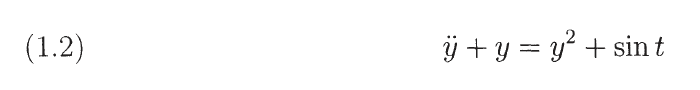 (1.2) ÿ + y = y² + sin t